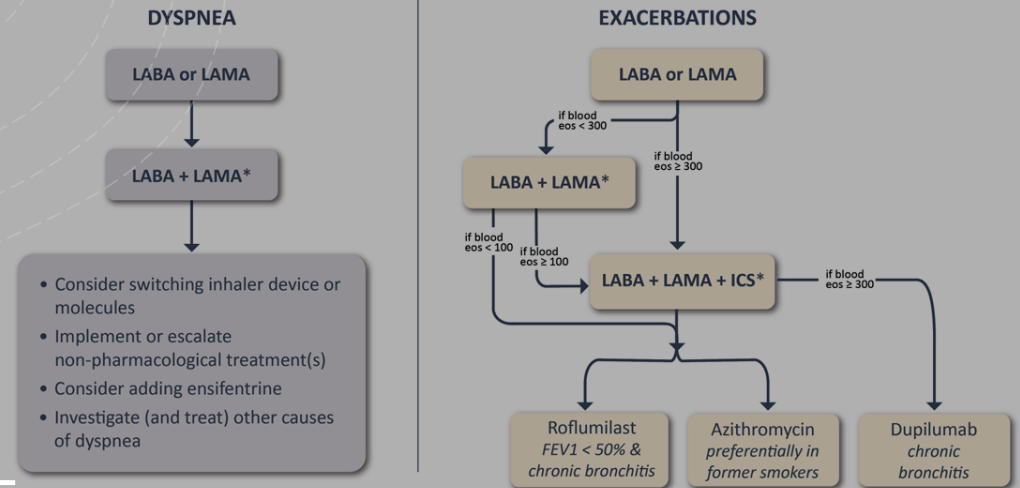 DYSPNEA
LABA or LAMA
LABA + LAMA*
• Consider switching inhaler device or
molecules
• Implement or escalate
non-pharmacological treatment(s)
• Consider adding ensifentrine
• Investigate (and treat) other causes
of dyspnea
EXACERBATIONS
LABA or LAMA
if blood
eos < 300
if blood
eos ≥ 300
LABA + LAMA*
if blood
eos < 100
if blood
eos ≥ 100
LABA + LAMA + ICS*
if blood
eos ≥ 300
Roflumilast
FEV1 < 50% &
chronic bronchitis
Azithromycin
preferentially in
former smokers
Dupilumab
chronic
bronchitis